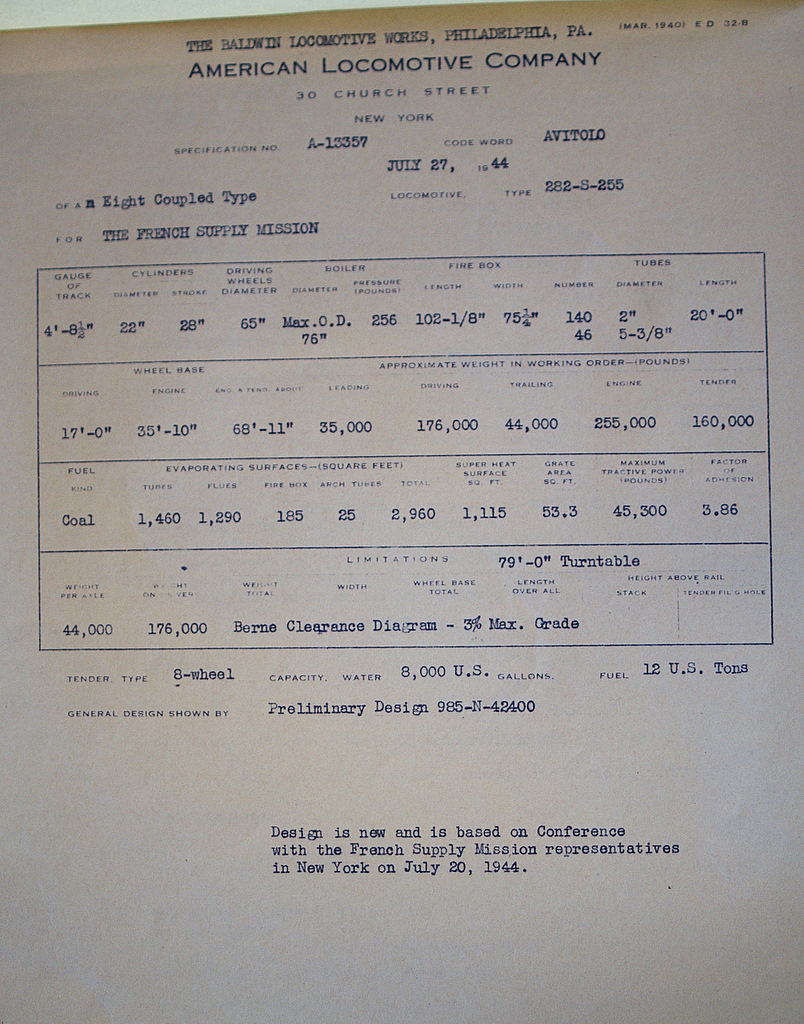 (MAR. 1940) E D 32-B
THE BALDWIN LOCOMOTIVE WORKS, PHILADELPHIA, PA.
AMERICAN LOCOMOTIVE COMPANY
30 CHURCH STREET
NEW YORK
SPECIFICATION NO. A-13357 CODE WORD AVITOLO
JULY 27, 1944
OF A n Eight Coupled Type LOCOMOTIVE, TYPE 282-S-255
FOR THE FRENCH SUPPLY MISSION
GAUGE OF TRACK CYLINDERS DRIVING WHEELS DIAMETER BOILER FIRE BOX TUBES
DIAMETER STROKE DIAMETER PRESSURE (POUNDS) LENGTH WIDTH NUMBER DIAMETER LENGTH
4'-8½" 22" 28" 65" Max.O.D. 256 102-1/8" 75¼" 140 2" 20'-0"
76" 46 5-3/8"
WHEEL BASE APPROXIMATE WEIGHT IN WORKING ORDER—(POUNDS)
DRIVING ENGINE ENG. & TEND. ABOUT LEADING DRIVING TRAILING ENGINE TENDER
17'-0" 35'-10" 68'-11" 35,000 176,000 44,000 255,000 160,000
FUEL EVAPORATING SURFACES—(SQUARE FEET) SUPER HEAT SURFACE SQ. FT. GRATE AREA SQ. FT. MAXIMUM TRACTIVE POWER (POUNDS) FACTOR OF ADHESION
KIND TUBES FLUES FIRE BOX ARCH TUBES TOTAL
Coal 1,460 1,290 185 25 2,960 1,115 53.3 45,300 3.86
LIMITATIONS 79'-0" Turntable
WEIGHT PER AXLE WEIGHT TOTAL WIDTH WHEEL BASE TOTAL LENGTH OVER ALL HEIGHT ABOVE RAIL
STACK TENDER FIL'G HOLE
44,000 176,000 Berne Clearance Diagram - 3% Max. Grade
TENDER, TYPE 8-wheel CAPACITY, WATER 8,000 U.S. GALLONS. FUEL 12 U.S. Tons
GENERAL DESIGN SHOWN BY Preliminary Design 985-N-42400
Design is new and is based on Conference
with the French Supply Mission representatives
in New York on July 20, 1944.